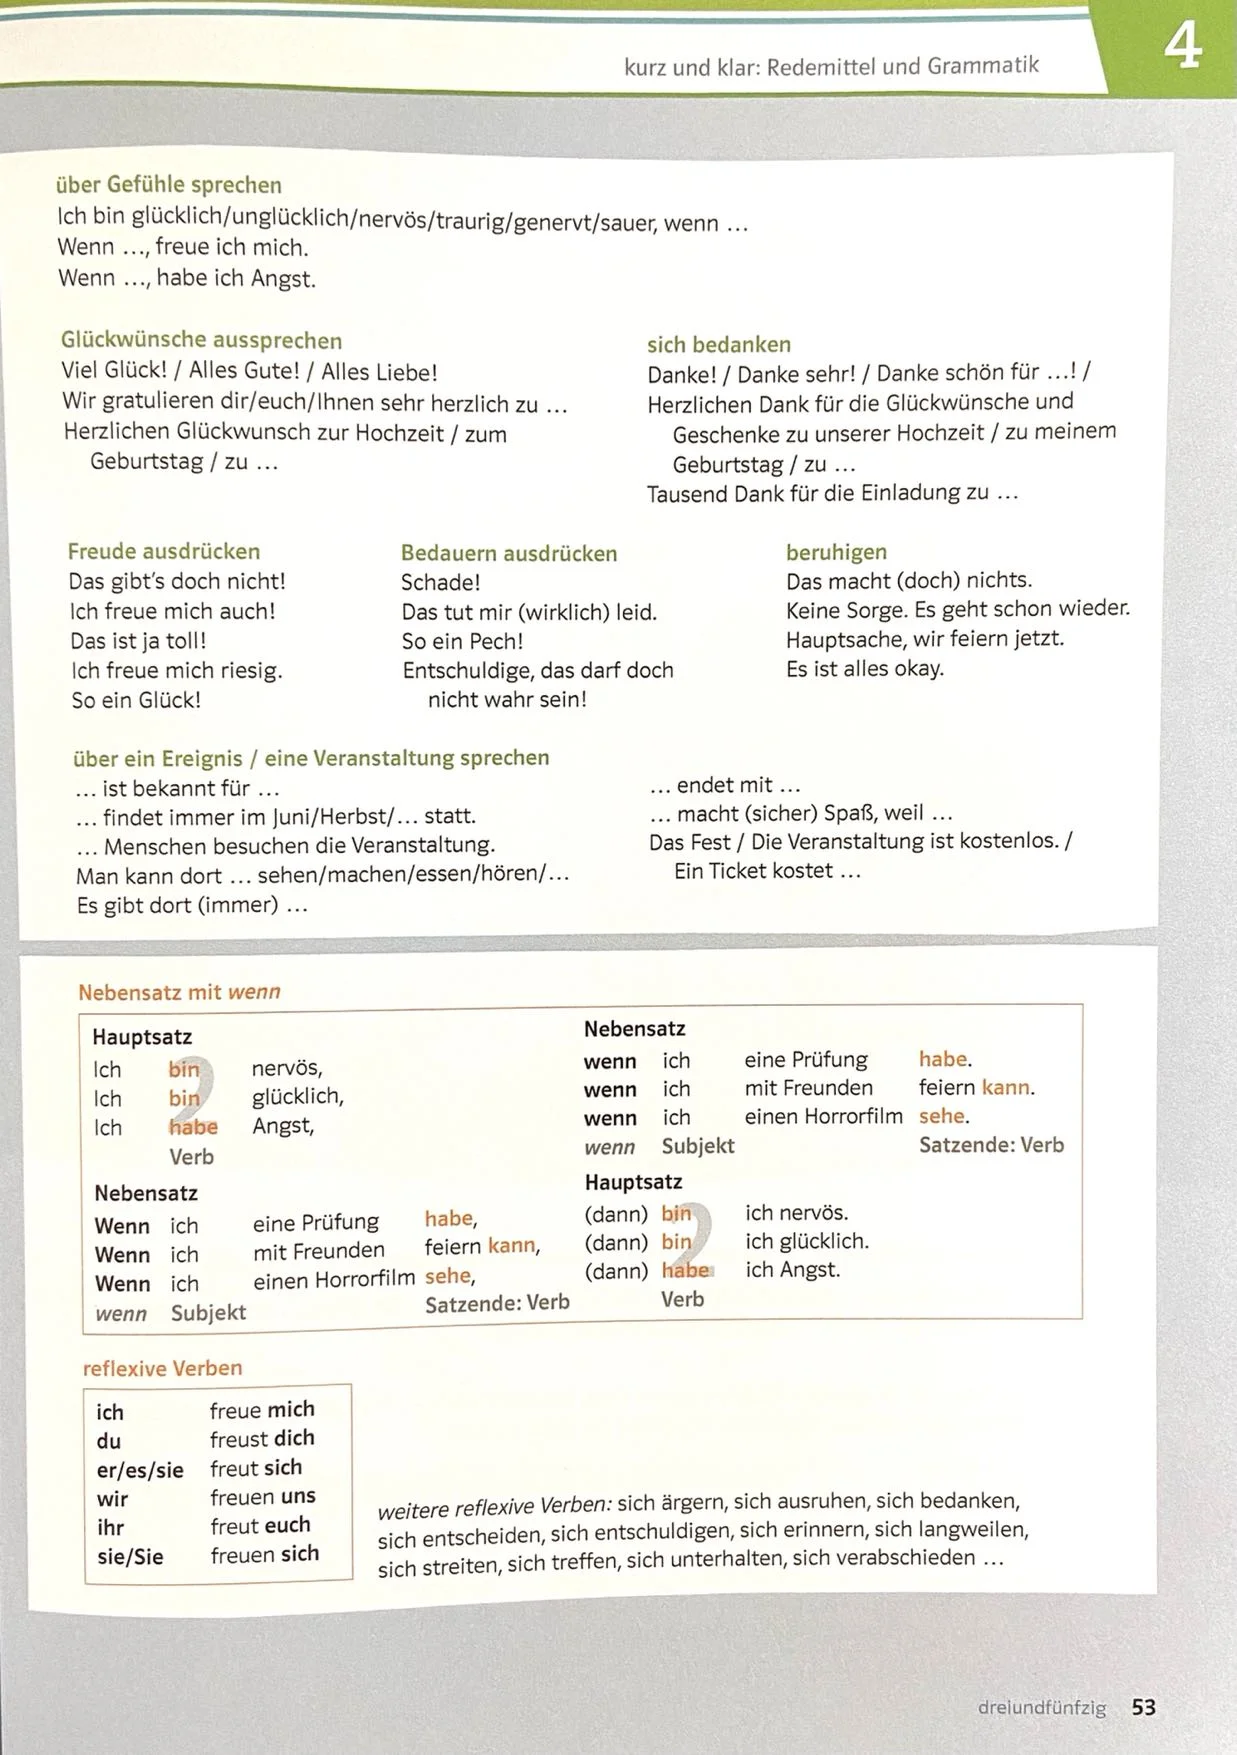 kurz und klar: Redemittel und Grammatik
4
über Gefühle sprechen
Ich bin glücklich/unglücklich/nervös/traurig/genervt/sauer, wenn ...
Wenn ..., freue ich mich.
Wenn ..., habe ich Angst.
Glückwünsche aussprechen
Viel Glück! / Alles Gute! / Alles Liebe!
Wir gratulieren dir/euch/Ihnen sehr herzlich zu ...
Herzlichen Glückwunsch zur Hochzeit / zum
Geburtstag / zu ...
sich bedanken
Danke! / Danke sehr! / Danke schön für ...! /
Herzlichen Dank für die Glückwünsche und
Geschenke zu unserer Hochzeit / zu meinem
Geburtstag / zu ...
Tausend Dank für die Einladung zu ...
Freude ausdrücken
Das gibt's doch nicht!
Ich freue mich auch!
Das ist ja toll!
Ich freue mich riesig.
So ein Glück!
Bedauern ausdrücken
Schade!
Das tut mir (wirklich) leid.
So ein Pech!
Entschuldige, das darf doch
nicht wahr sein!
beruhigen
Das macht (doch) nichts.
Keine Sorge. Es geht schon wieder.
Hauptsache, wir feiern jetzt.
Es ist alles okay.
über ein Ereignis / eine Veranstaltung sprechen
... ist bekannt für ...
... findet immer im Juni/Herbst/... statt.
... Menschen besuchen die Veranstaltung.
Man kann dort ... sehen/machen/essen/hören/...
Es gibt dort (immer) ...
... endet mit ...
... macht (sicher) Spaß, weil ...
Das Fest / Die Veranstaltung ist kostenlos. /
Ein Ticket kostet ...
Nebensatz mit wenn
Hauptsatz
Ich bin nervös,
Ich bin glücklich,
Ich habe Angst,
2
Verb
Nebensatz
wenn ich eine Prüfung habe.
wenn ich mit Freunden feiern kann.
wenn ich einen Horrorfilm sehe.
wenn Subjekt Satzende: Verb
Nebensatz
Wenn ich eine Prüfung habe,
Wenn ich mit Freunden feiern kann,
Wenn ich einen Horrorfilm sehe,
wenn Subjekt Satzende: Verb
Hauptsatz
(dann) bin ich nervös.
(dann) bin ich glücklich.
(dann) habe ich Angst.
2
Verb
reflexive Verben
ich freue mich
du freust dich
er/es/sie freut sich
wir freuen uns
ihr freut euch
sie/Sie freuen sich
weitere reflexive Verben: sich ärgern, sich ausruhen, sich bedanken,
sich entscheiden, sich entschuldigen, sich erinnern, sich langweilen,
sich streiten, sich treffen, sich unterhalten, sich verabschieden ...
dreiundfünfzig 53